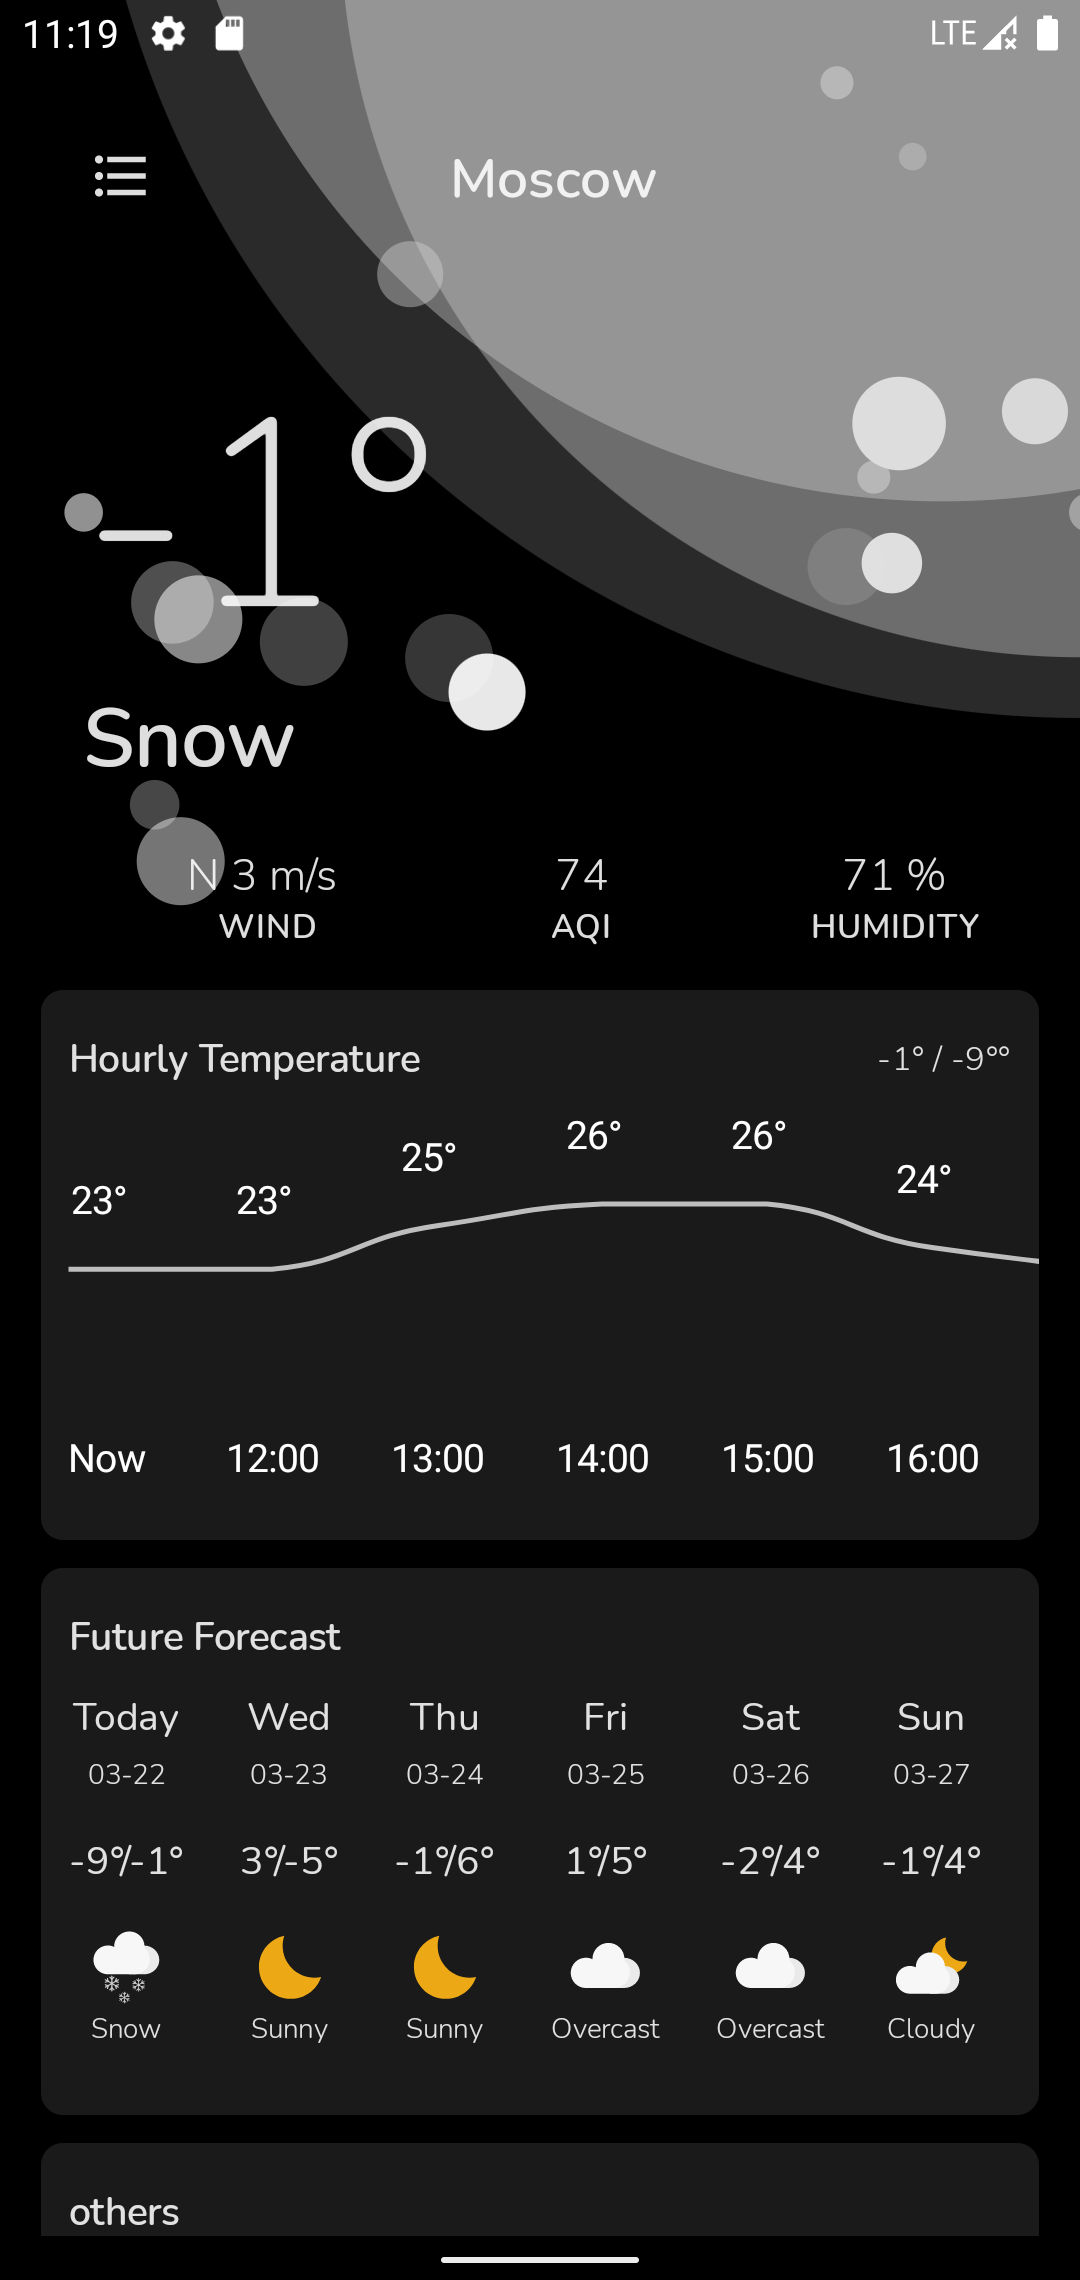 11:19 LTE
Moscow
-1°
Snow
N 3 m/s 74 71 %
WIND AQI HUMIDITY
Hourly Temperature -1° / -9°°
23° 23° 25° 26° 26° 24°
Now 12:00 13:00 14:00 15:00 16:00
Future Forecast
Today Wed Thu Fri Sat Sun
03-22 03-23 03-24 03-25 03-26 03-27
-9°/-1° 3°/-5° -1°/6° 1°/5° -2°/4° -1°/4°
Snow Sunny Sunny Overcast Overcast Cloudy
others